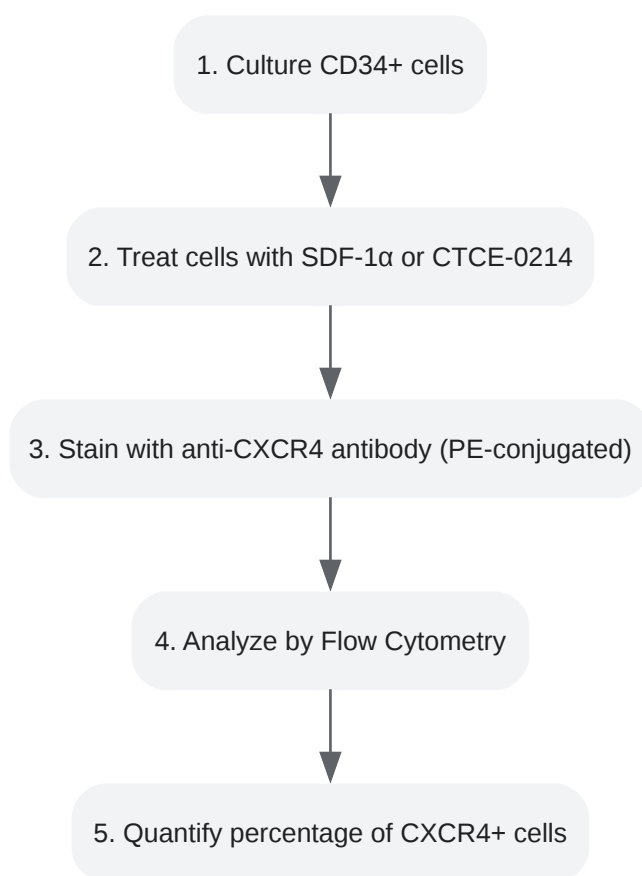 1. Culture CD34+ cells
2. Treat cells with SDF-1α or CTCE-0214
3. Stain with anti-CXCR4 antibody (PE-conjugated)
4. Analyze by Flow Cytometry
5. Quantify percentage of CXCR4+ cells